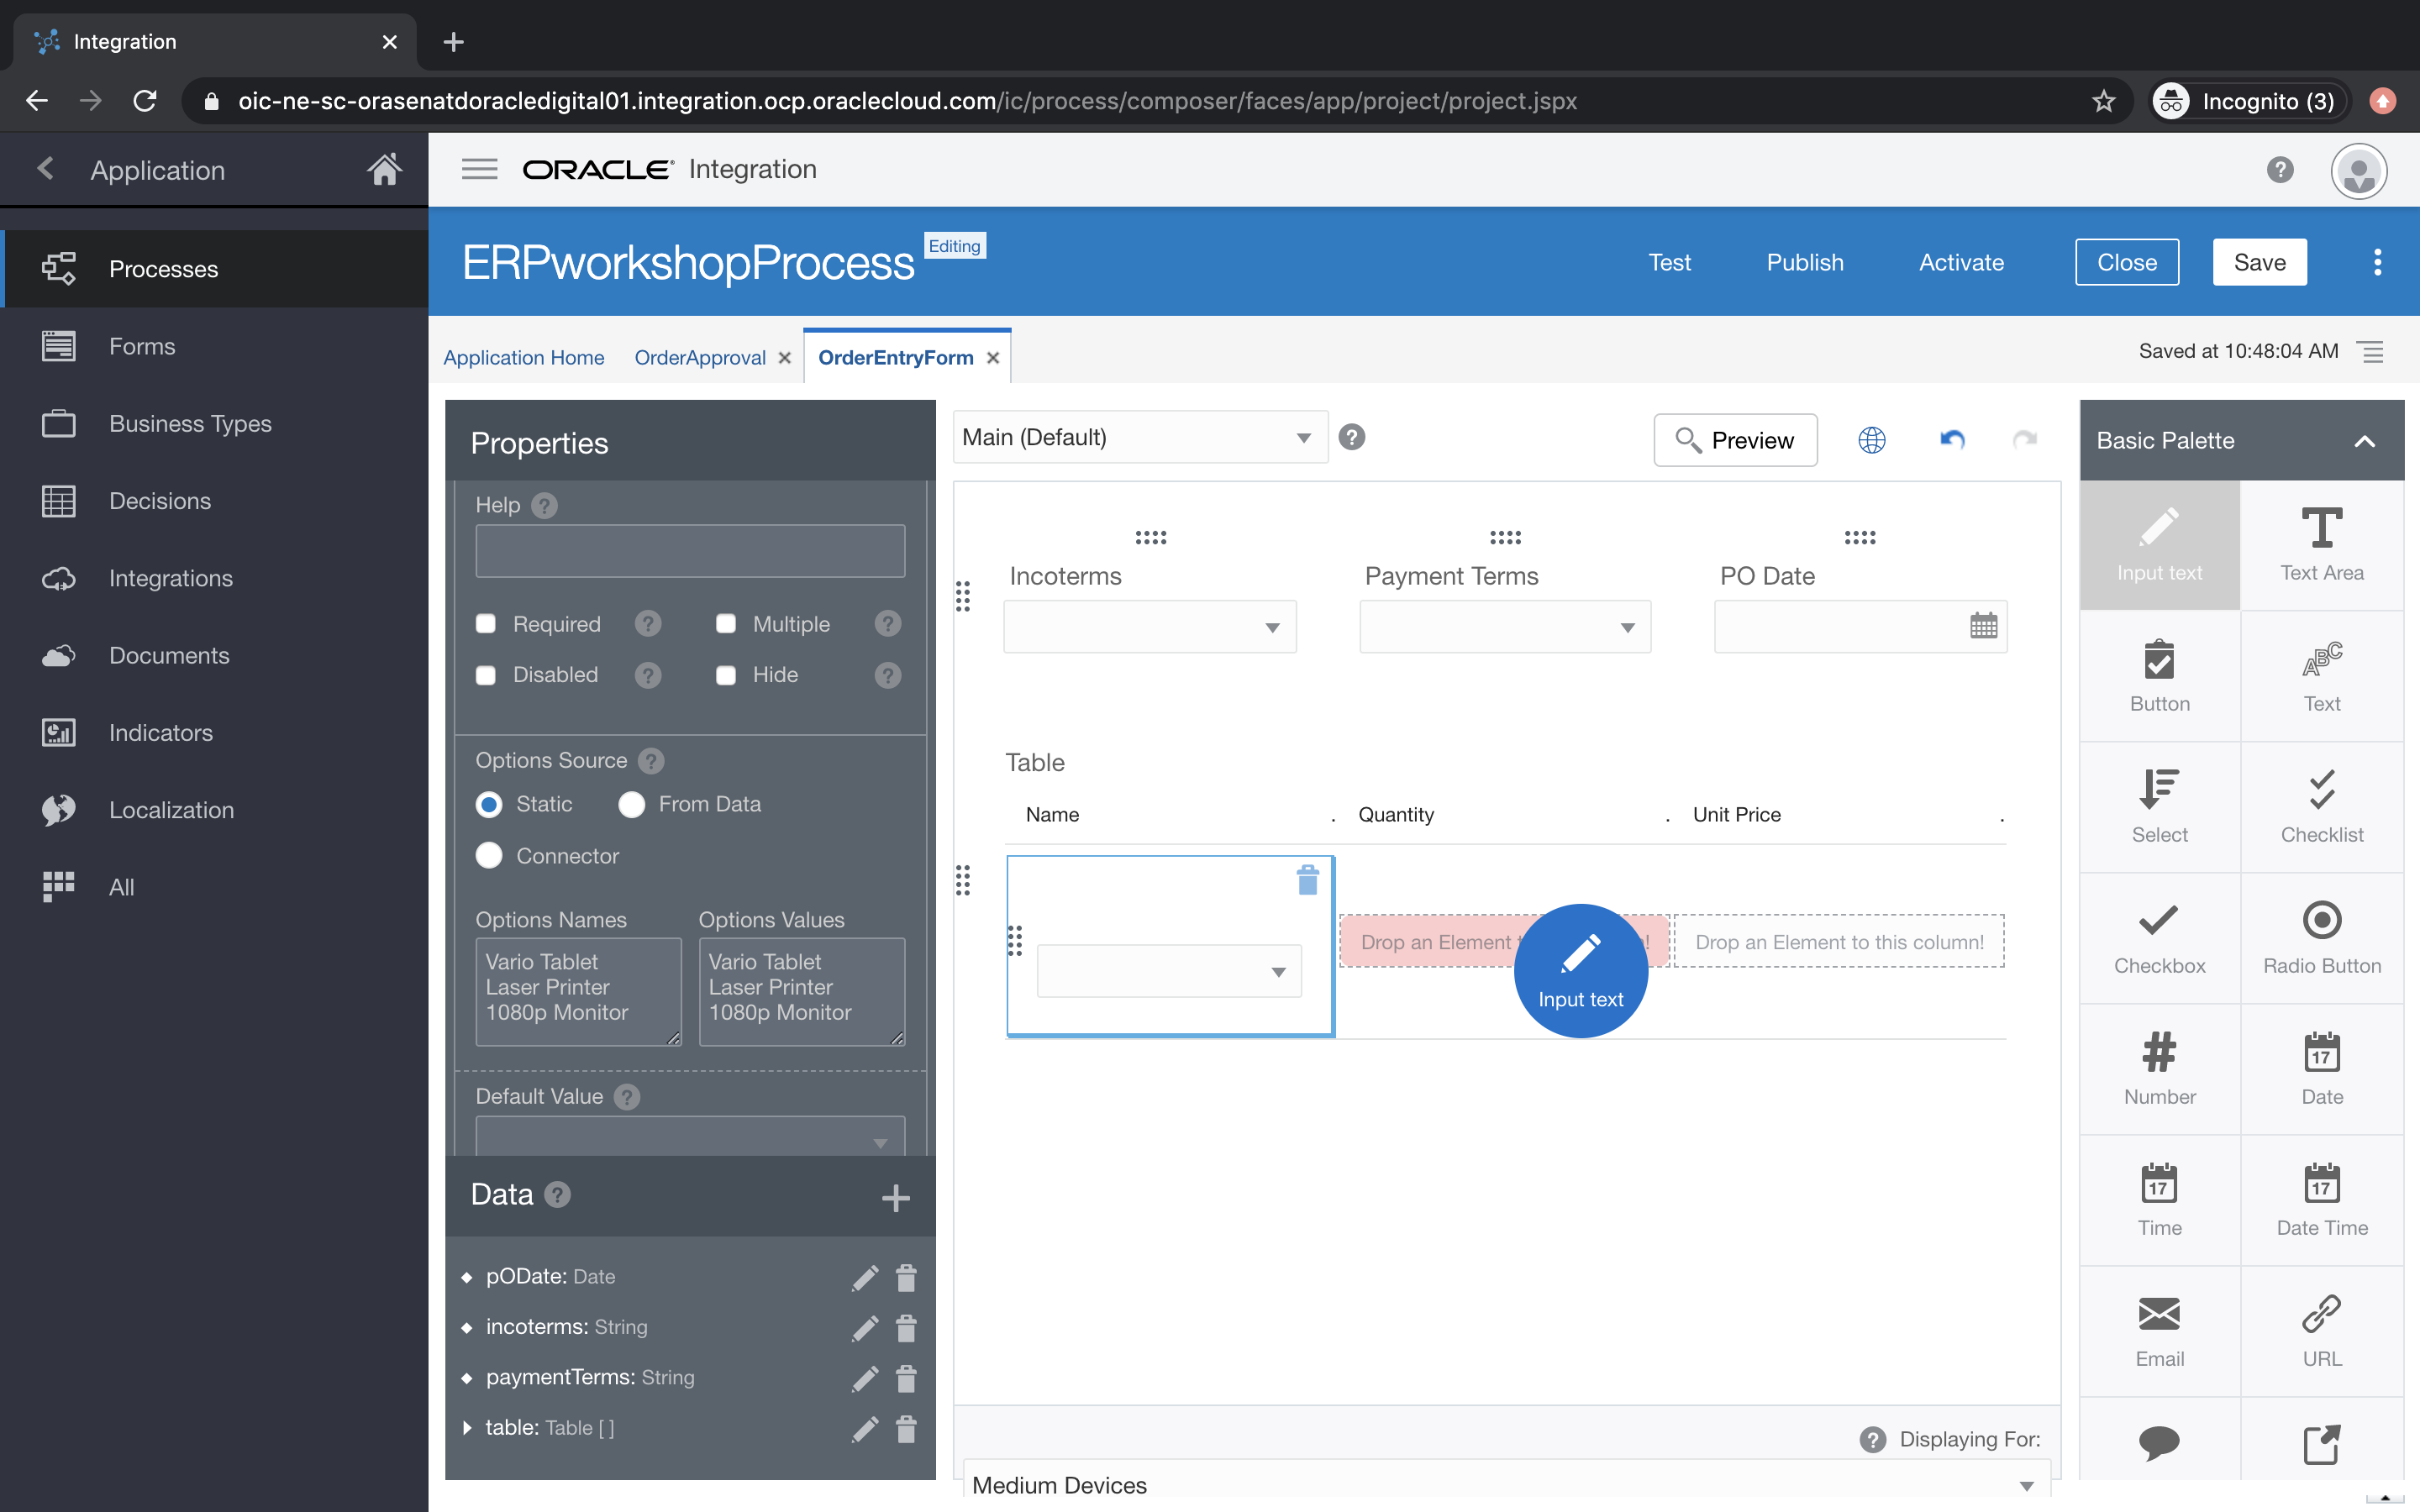 Integration
oic-ne-sc-orasenatdoracledigital01.integration.ocp.oraclecloud.com/ic/process/composer/faces/app/project/project.jspx
Incognito (3)
Application
ORACLE Integration
ERPworkshopProcess
Editing
Test
Publish
Activate
Close
Save
Processes
Forms
Business Types
Decisions
Integrations
Documents
Indicators
Localization
All
Application Home
OrderApproval
OrderEntryForm
Saved at 10:48:04 AM
Properties
Help
Required
Multiple
Disabled
Hide
Options Source
Static
From Data
Connector
Options Names
Options Values
Vario Tablet
Laser Printer
1080p Monitor
Vario Tablet
Laser Printer
1080p Monitor
Default Value
Data
pODate: Date
incoterms: String
paymentTerms: String
table: Table [ ]
Main (Default)
Preview
Incoterms
Payment Terms
PO Date
Table
Name .
Quantity .
Unit Price .
Drop an Element
Input text
Drop an Element to this column!
Displaying For:
Medium Devices
Basic Palette
Input text
Text Area
Button
ABC
Text
Select
Checklist
Checkbox
Radio Button
Number
17
Date
17
Time
17
Date Time
Email
URL